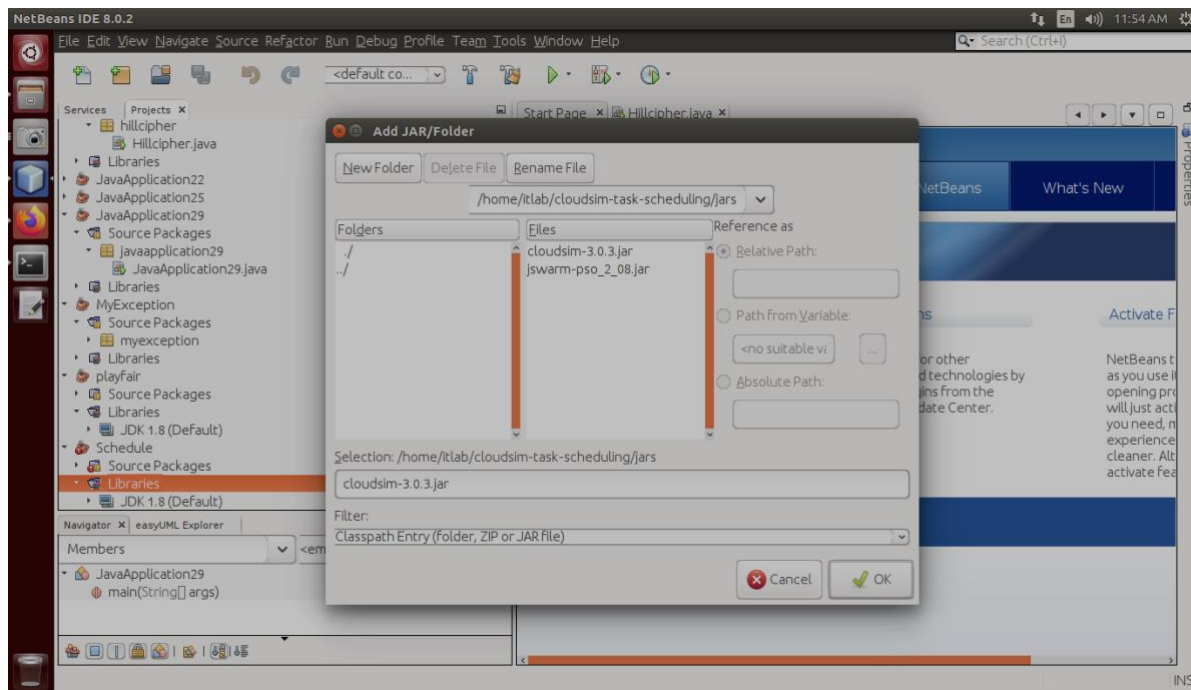 NetBeans IDE 8.0.2
En
11:54 AM
File Edit View Navigate Source Refactor Run Debug Profile Team Tools Window Help
Search (Ctrl+I)
<default co...
Services
Projects
hillcipher
Hillcipher.java
Libraries
JavaApplication22
JavaApplication25
JavaApplication29
Source Packages
javaapplication29
JavaApplication29.java
Libraries
MyException
Source Packages
myexception
Libraries
playfair
Source Packages
Libraries
JDK 1.8 (Default)
Schedule
Source Packages
Libraries
JDK 1.8 (Default)
Navigator
easyUML Explorer
Members
<em
JavaApplication29
main(String[] args)
Start Page
Hillcipher.java
Add JAR/Folder
New Folder
Delete File
Rename File
/home/itlab/cloudsim-task-scheduling/jars
Folders
./
../
Files
cloudsim-3.0.3.jar
jswarm-pso_2_08.jar
Reference as
Relative Path:
Path from Variable:
<no suitable va
...
Absolute Path:
Selection: /home/itlab/cloudsim-task-scheduling/jars
cloudsim-3.0.3.jar
Filter:
Classpath Entry (folder, ZIP or JAR file)
Cancel
OK
NetBeans
What's New
ns
Activate F
or other
d technologies by
gins from the
date Center.
NetBeans t
as you use i
opening pro
will just acti
you need, m
experience
cleaner. Alt
activate fea
Properties
INS